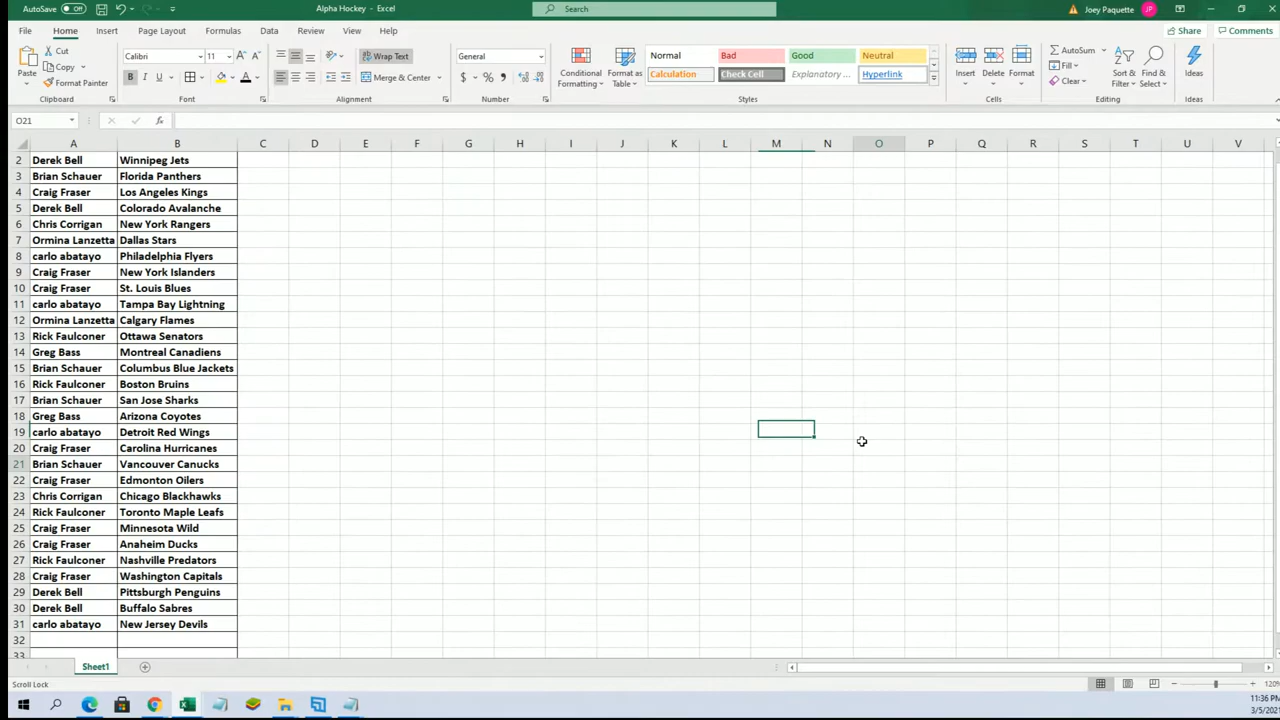 AutoSave Off
Alpha Hockey - Excel
Search
Joey Paquette JP
File Home Insert Page Layout Formulas Data Review View Help
Share Comments
Paste
Cut
Copy
Format Painter
Clipboard
Calibri 11
B I U
Font
Wrap Text
Merge & Center
Alignment
General
$ % ,
Number
Conditional Formatting
Format as Table
Normal Bad Good Neutral
Calculation Check Cell Explanatory ... Hyperlink
Styles
Insert Delete Format
Cells
AutoSum
Fill
Clear
Sort & Filter
Find & Select
Editing
Ideas
Ideas
O21
fx
A B C D E F G H I J K L M N O P Q R S T U V
2 Derek Bell Winnipeg Jets
3 Brian Schauer Florida Panthers
4 Craig Fraser Los Angeles Kings
5 Derek Bell Colorado Avalanche
6 Chris Corrigan New York Rangers
7 Ormina Lanzetta Dallas Stars
8 carlo abatayo Philadelphia Flyers
9 Craig Fraser New York Islanders
10 Craig Fraser St. Louis Blues
11 carlo abatayo Tampa Bay Lightning
12 Ormina Lanzetta Calgary Flames
13 Rick Faulconer Ottawa Senators
14 Greg Bass Montreal Canadiens
15 Brian Schauer Columbus Blue Jackets
16 Rick Faulconer Boston Bruins
17 Brian Schauer San Jose Sharks
18 Greg Bass Arizona Coyotes
19 carlo abatayo Detroit Red Wings
20 Craig Fraser Carolina Hurricanes
21 Brian Schauer Vancouver Canucks
22 Craig Fraser Edmonton Oilers
23 Chris Corrigan Chicago Blackhawks
24 Rick Faulconer Toronto Maple Leafs
25 Craig Fraser Minnesota Wild
26 Craig Fraser Anaheim Ducks
27 Rick Faulconer Nashville Predators
28 Craig Fraser Washington Capitals
29 Derek Bell Pittsburgh Penguins
30 Derek Bell Buffalo Sabres
31 carlo abatayo New Jersey Devils
32
33
Sheet1
Scroll Lock
120%
11:36 PM
3/5/2021